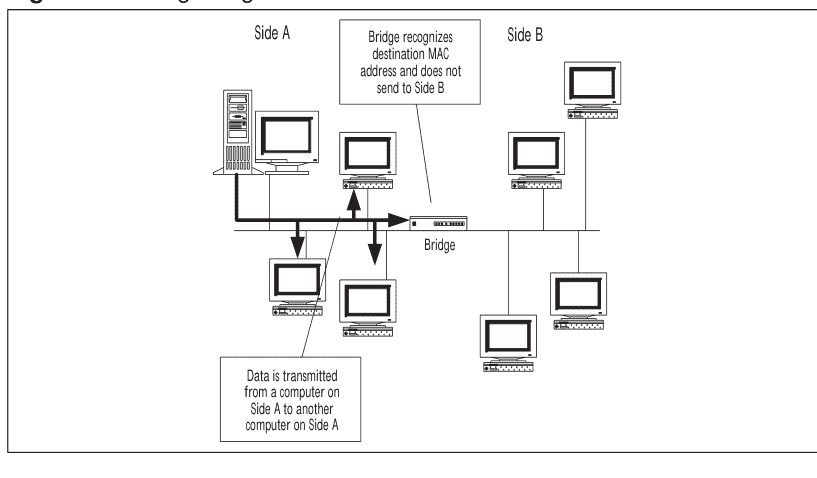 Side A
Bridge recognizes
destination MAC
address and does not
send to Side B
Side B
Bridge
Data is transmitted
from a computer on
Side A to another
computer on Side A